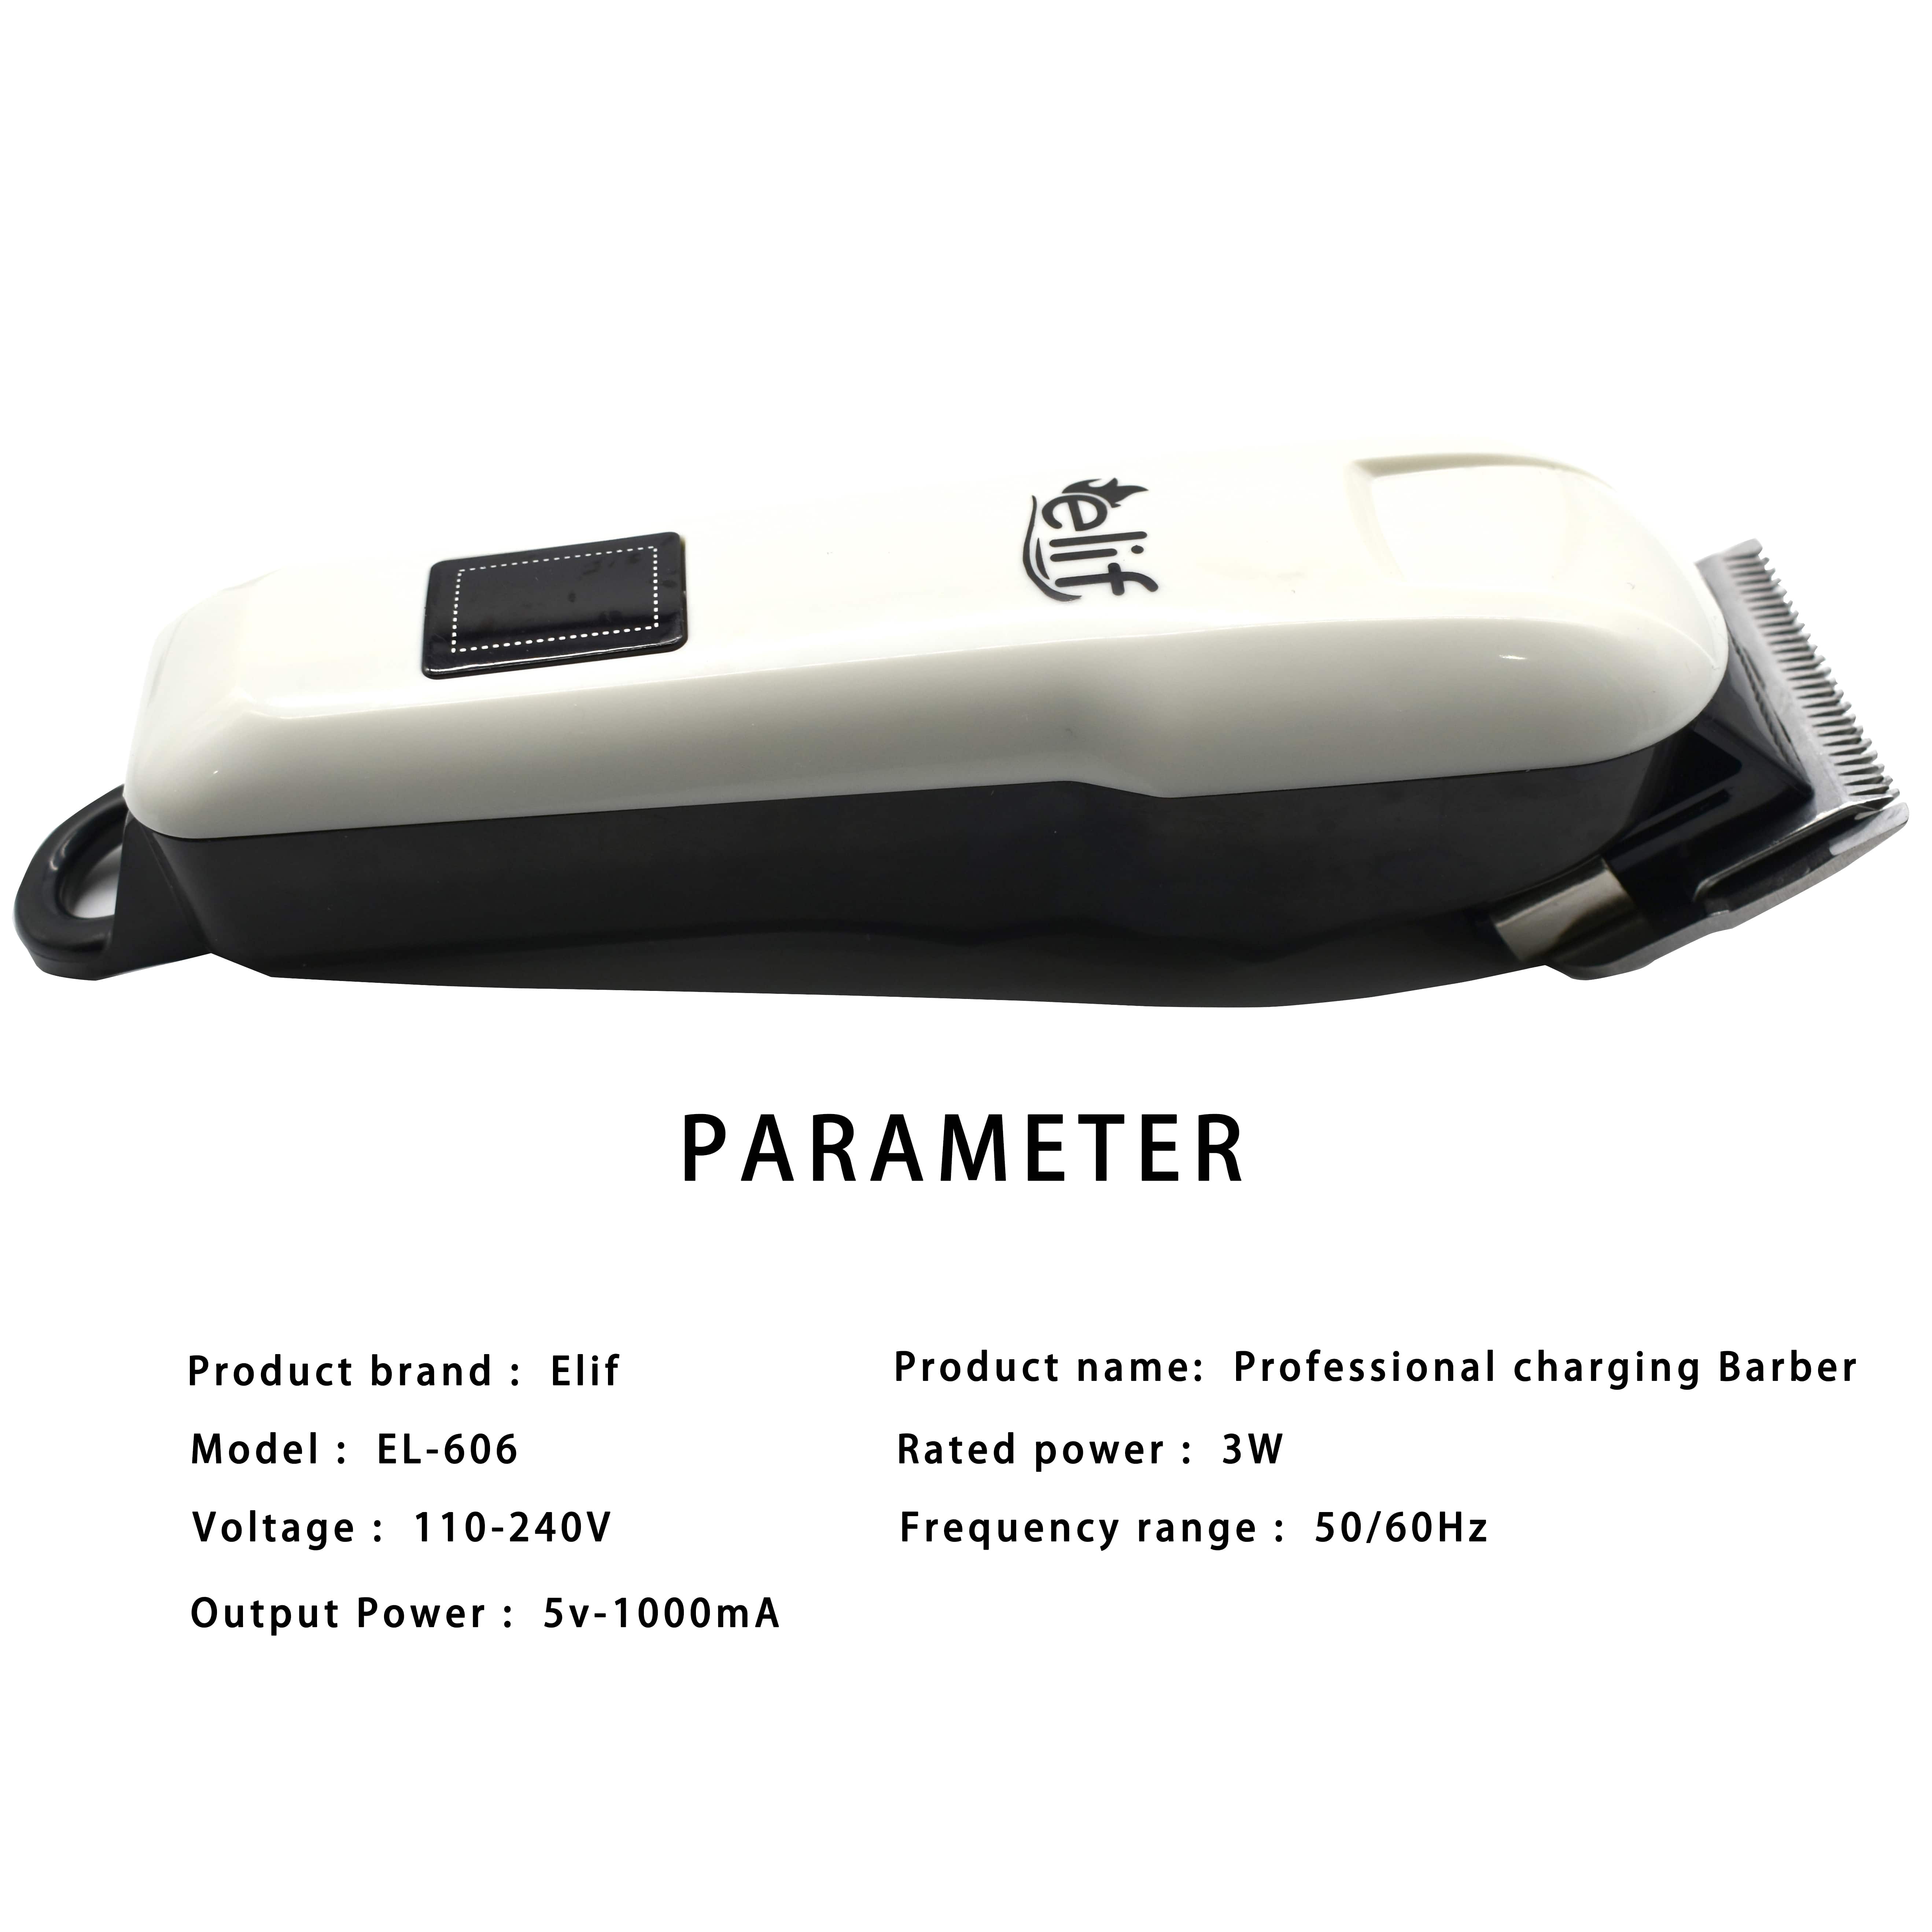 elif
PARAMETER
Product brand : Elif
Product name: Professional charging Barber
Model : EL-606
Rated power : 3W
Voltage : 110-240V
Frequency range : 50/60Hz
Output Power : 5v-1000mA